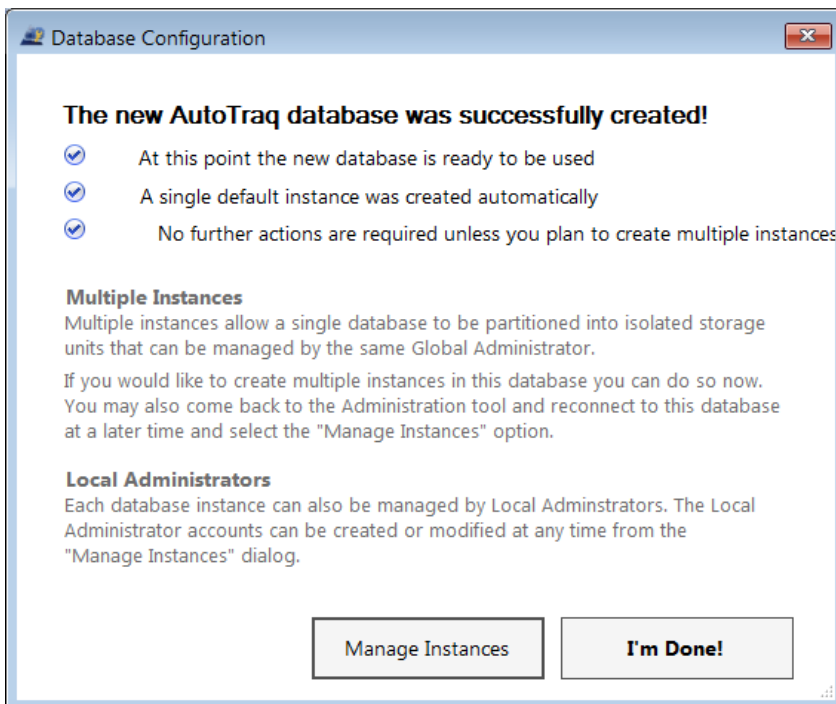 Database Configuration
The new AutoTraq database was successfully created!
At this point the new database is ready to be used
A single default instance was created automatically
No further actions are required unless you plan to create multiple instances
Multiple Instances
Multiple instances allow a single database to be partitioned into isolated storage
units that can be managed by the same Global Administrator.
If you would like to create multiple instances in this database you can do so now.
You may also come back to the Administration tool and reconnect to this database
at a later time and select the "Manage Instances" option.
Local Administrators
Each database instance can also be managed by Local Adminstrators. The Local
Administrator accounts can be created or modified at any time from the
"Manage Instances" dialog.
Manage Instances
I'm Done!